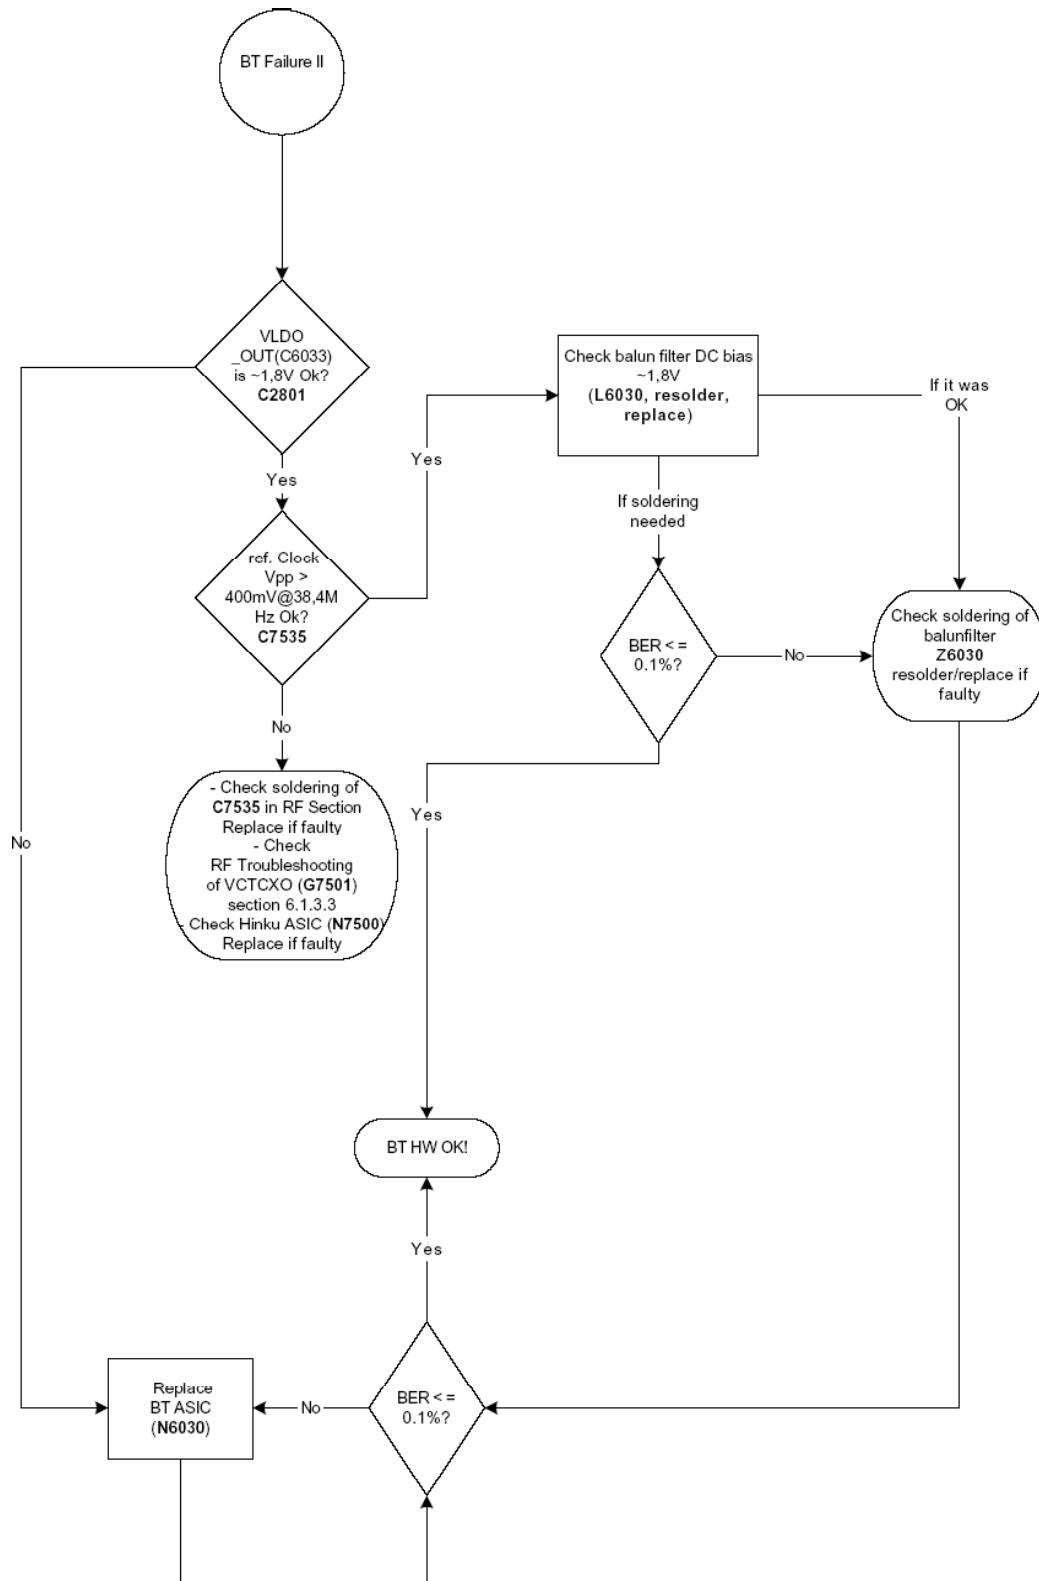 BT Failure II
VLDO
_OUT(C6033)
is ~1,8V Ok?
C2801
Yes
ref. Clock
Vpp >
400mV@38,4M
Hz Ok?
C7535
Yes
Check balun filter DC bias
~1,8V
(L6030, resolder,
replace)
If it was
OK
If soldering
needed
BER < =
0.1%?
No
Check soldering of
balunfilter
Z6030
resolder/replace if
faulty
No
- Check soldering of
C7535 in RF Section
Replace if faulty
- Check
RF Troubleshooting
of VCTCXO (G7501)
section 6.1.3.3
- Check Hinku ASIC (N7500)
Replace if faulty
No
Yes
BT HW OK!
Yes
Replace
BT ASIC
(N6030)
No
BER < =
0.1%?